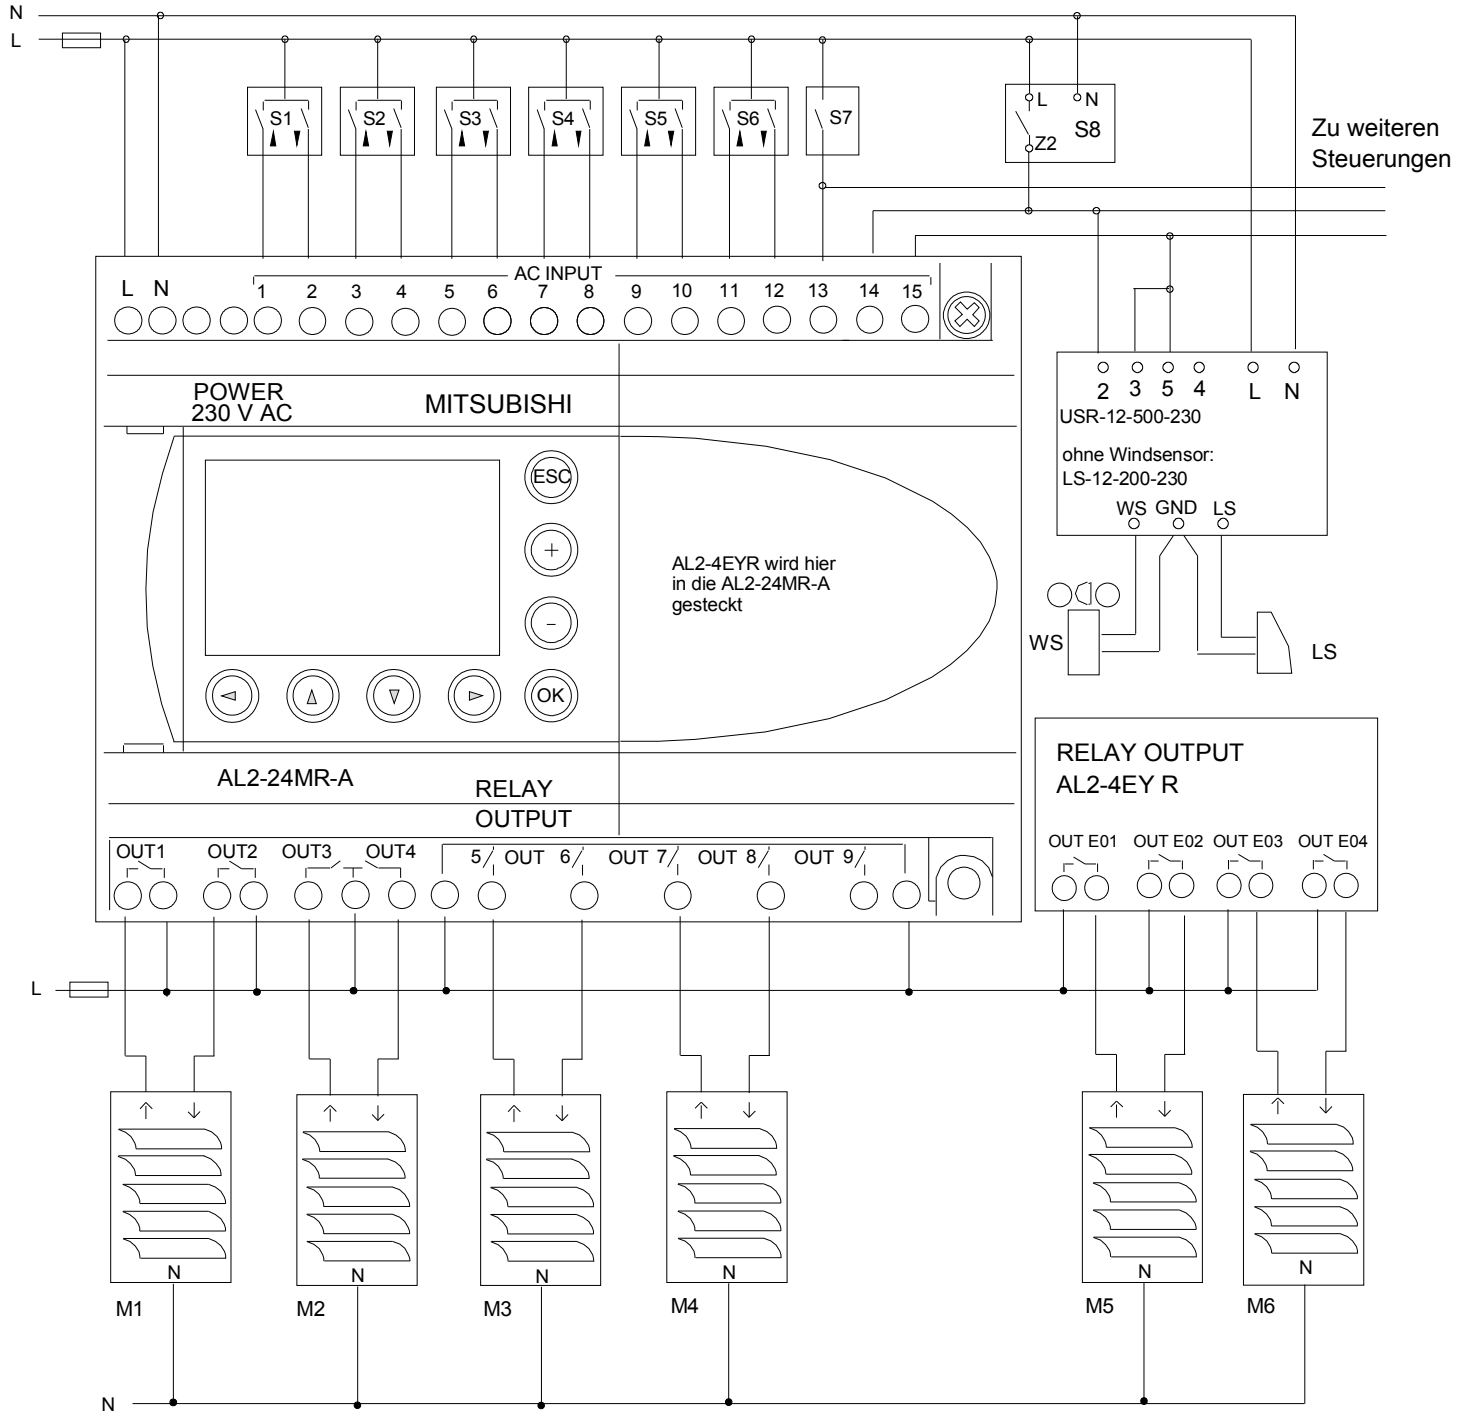 N
L
S1
S2
S3
S4
S5
S6
S7
L
N
Z2
S8
Zu weiteren
Steuerungen
AC INPUT
L N 1 2 3 4 5 6 7 8 9 10 11 12 13 14 15
POWER
230 V AC
MITSUBISHI
2 3 5 4 L N
USR-12-500-230
ohne Windsensor:
LS-12-200-230
WS GND LS
ESC
+
-
OK
AL2-4EYR wird hier
in die AL2-24MR-A
gesteckt
WS
LS
AL2-24MR-A
RELAY
OUTPUT
RELAY OUTPUT
AL2-4EY R
OUT1 OUT2 OUT3 OUT4 5 OUT 6 OUT 7 OUT 8 OUT 9
OUT E01 OUT E02 OUT E03 OUT E04
L
N
N
N
N
N
N
M1
M2
M3
M4
M5
M6
N